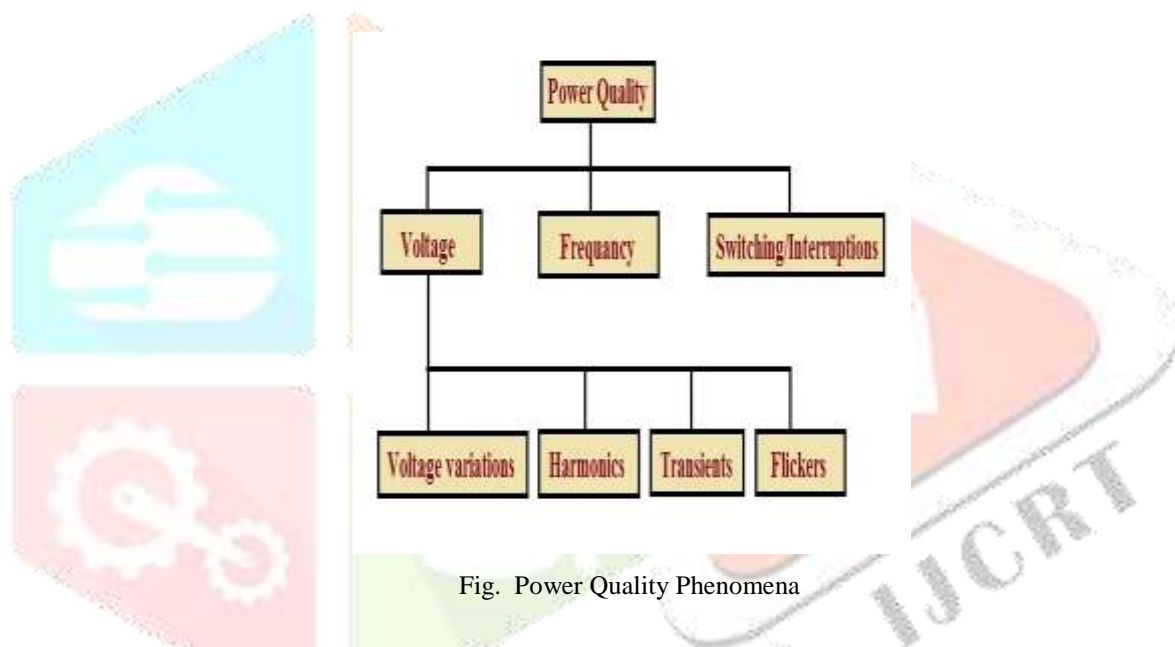 Power Quality
Voltage
Frequancy
Switching/Interruptions
Voltage variations
Harmonics
Transients
Flickers
Fig. Power Quality Phenomena
IJCRT